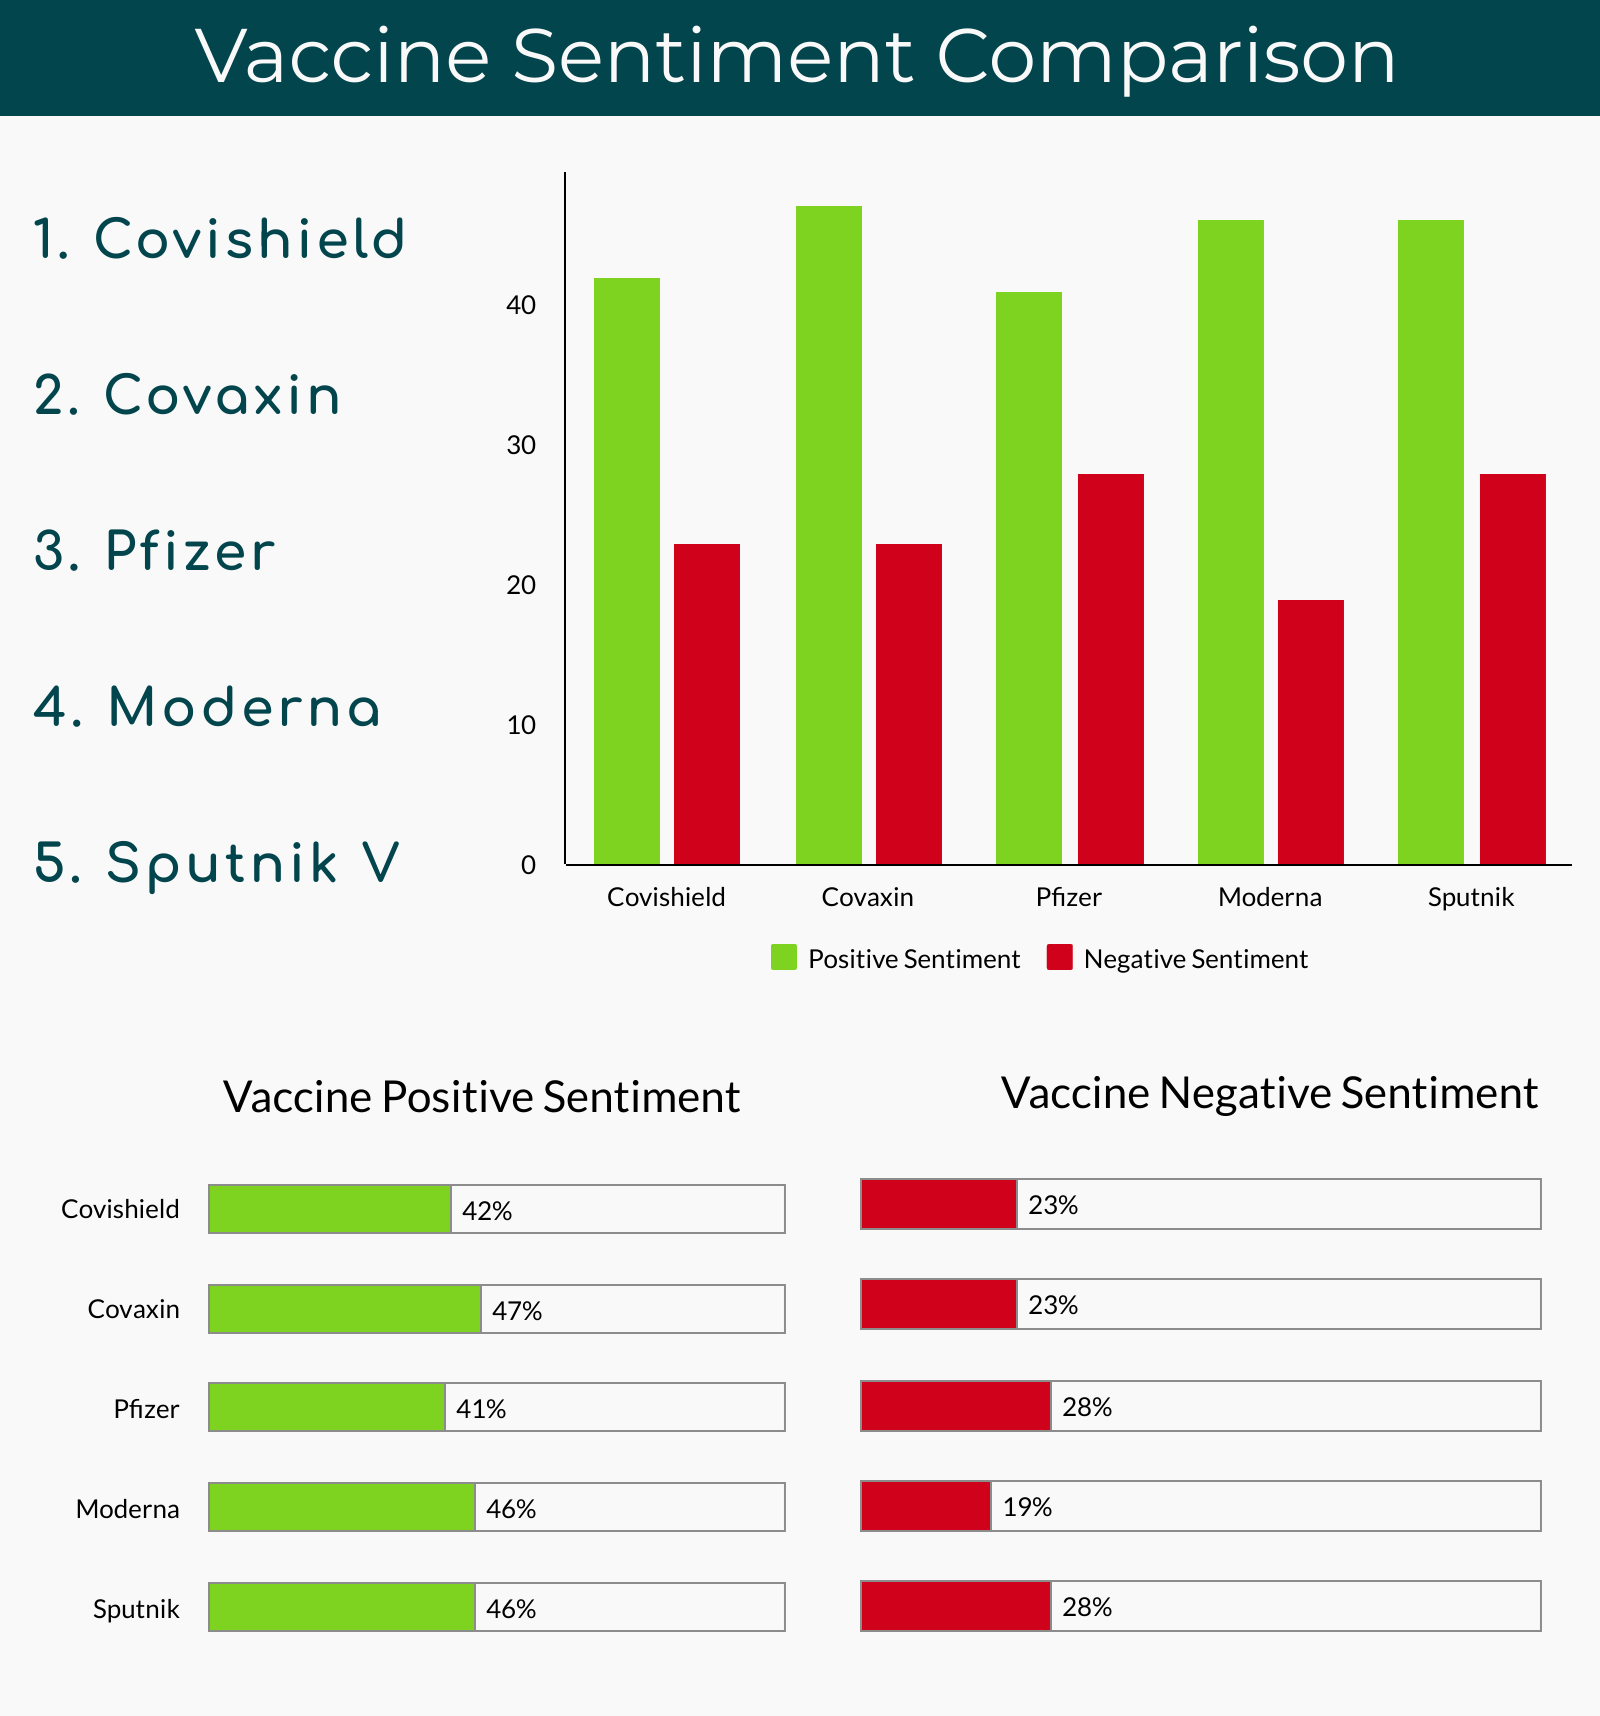 Vaccine Sentiment Comparison
1. Covishield
2. Covaxin
3. Pfizer
4. Moderna
5. Sputnik V
40
30
20
10
0
Covishield Covaxin Pfizer Moderna Sputnik
Positive Sentiment Negative Sentiment
Vaccine Positive Sentiment
Covishield 42%
Covaxin 47%
Pfizer 41%
Moderna 46%
Sputnik 46%
Vaccine Negative Sentiment
23%
23%
28%
19%
28%